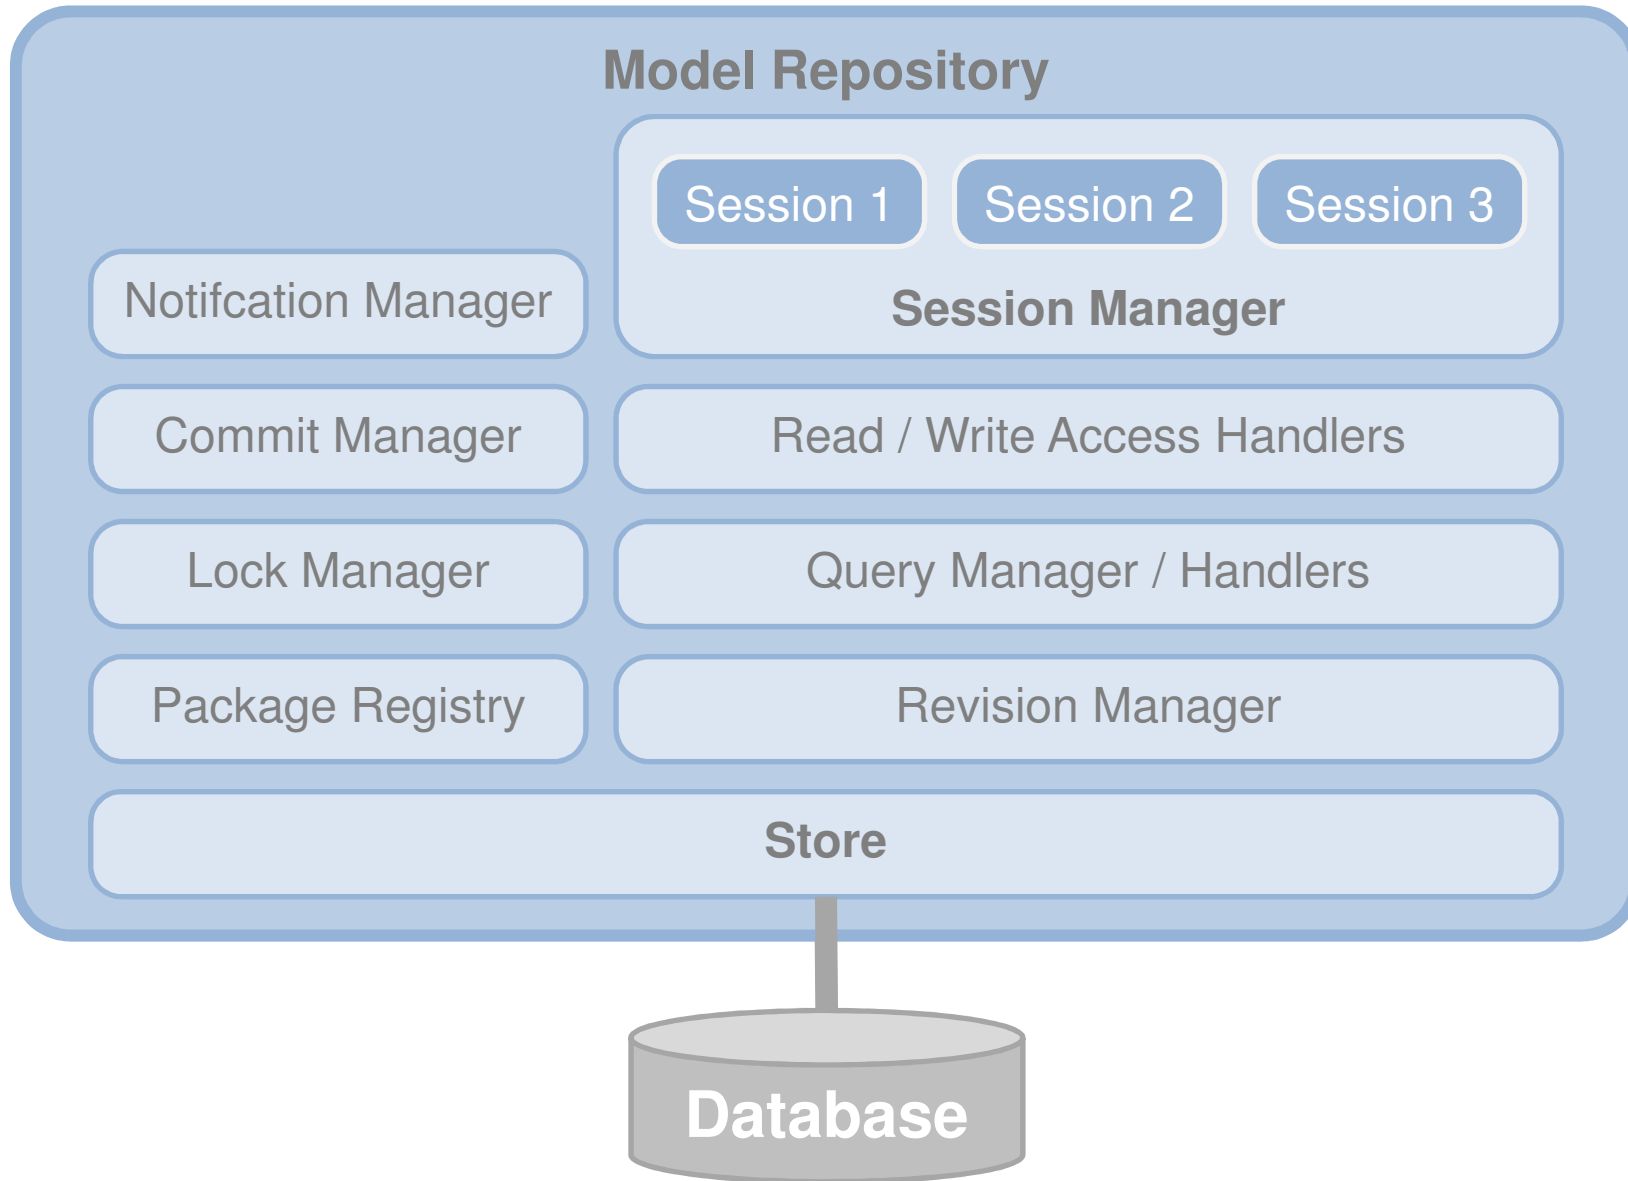 Model Repository
Session 1
Session 2
Session 3
Session Manager
Notifcation Manager
Commit Manager
Read / Write Access Handlers
Lock Manager
Query Manager / Handlers
Package Registry
Revision Manager
Store
Database